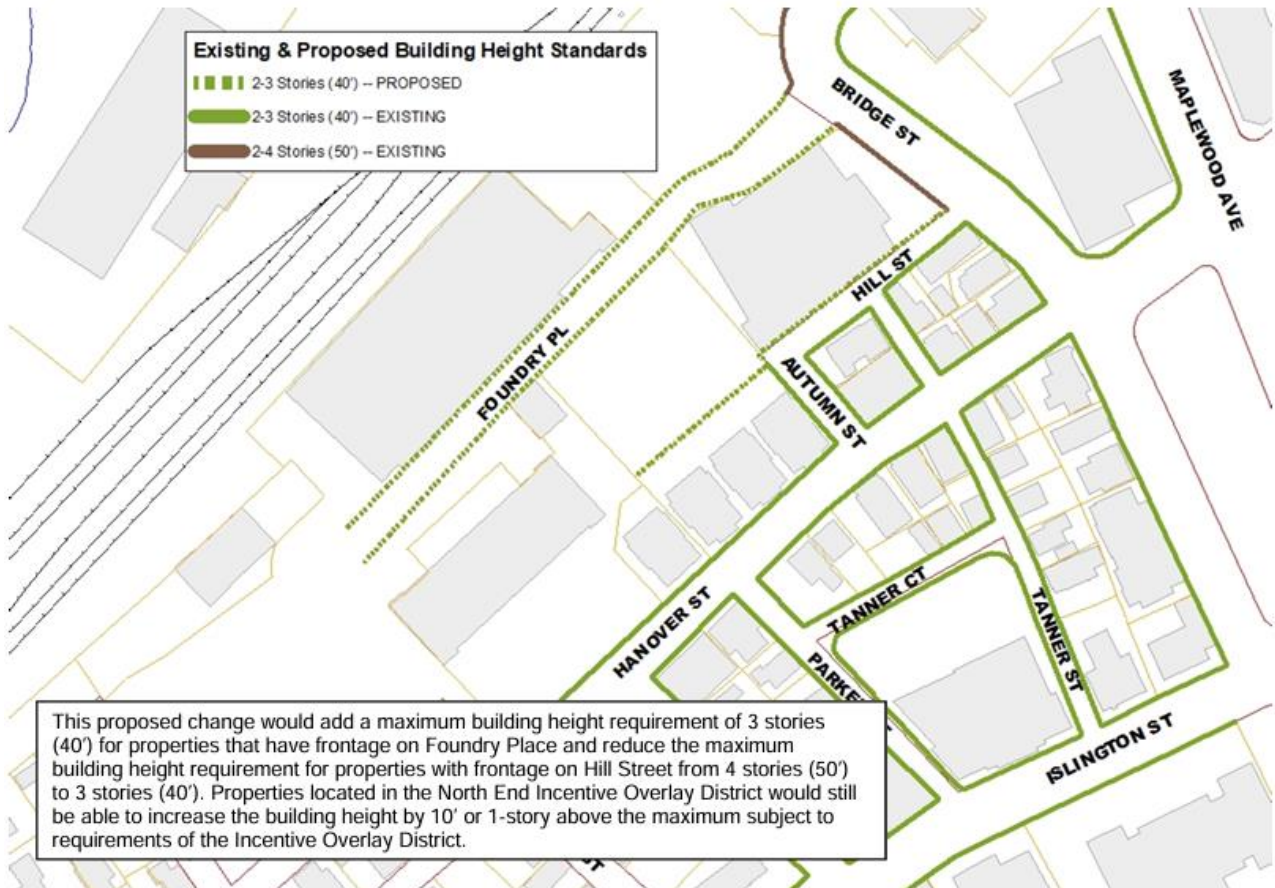 Existing & Proposed Building Height Standards
2-3 Stories (40') -- PROPOSED
2-3 Stories (40') -- EXISTING
2-4 Stories (50') -- EXISTING
BRIDGE ST
MAPLEWOOD AVE
HILL ST
FOUNDRY PL
AUTUMN ST
HANOVER ST
TANNER CT
TANNER ST
PARKE
ISLINGTON ST
This proposed change would add a maximum building height requirement of 3 stories
(40') for properties that have frontage on Foundry Place and reduce the maximum
building height requirement for properties with frontage on Hill Street from 4 stories (50')
to 3 stories (40'). Properties located in the North End Incentive Overlay District would still
be able to increase the building height by 10' or 1-story above the maximum subject to
requirements of the Incentive Overlay District.